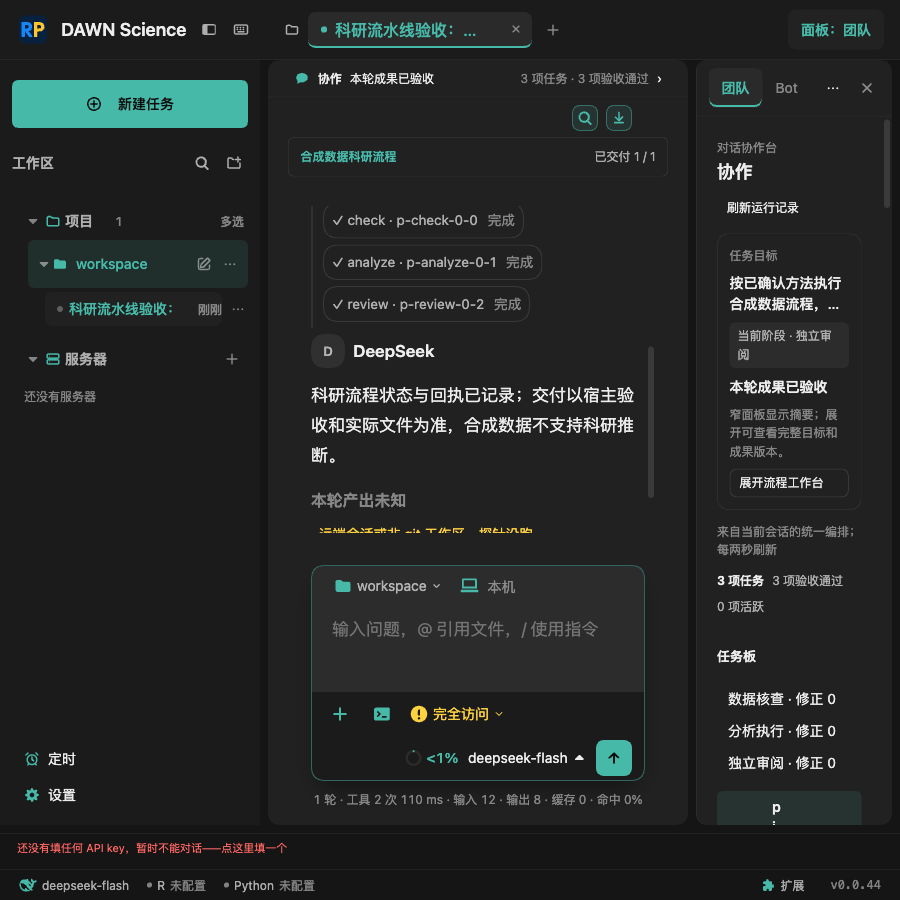 RP DAWN Science
科研流水线验收：...
面板：团队
新建任务
工作区
项目 1 多选
workspace
科研流水线验收： 刚刚
服务器
还没有服务器
定时
设置
协作 本轮成果已验收 3 项任务 · 3 项验收通过
合成数据科研流程 已交付 1 / 1
check · p-check-0-0 完成
analyze · p-analyze-0-1 完成
review · p-review-0-2 完成
D DeepSeek
科研流程状态与回执已记录；交付以宿主验
收和实际文件为准，合成数据不支持科研推
断。
本轮产出未知
workspace 本机
输入问题，@ 引用文件，/ 使用指令
完全访问
<1% deepseek-flash
1 轮 · 工具 2 次 110 ms · 输入 12 · 输出 8 · 缓存 0 · 命中 0%
团队 Bot
对话协作台
协作
刷新运行记录
任务目标
按已确认方法执行
合成数据流程，...
当前阶段 · 独立审
阅
本轮成果已验收
窄面板显示摘要；展
开可查看完整目标和
成果版本。
展开流程工作台
来自当前会话的统一编排；
每两秒刷新
3 项任务 3 项验收通过
0 项活跃
任务板
数据核查 · 修正 0
分析执行 · 修正 0
独立审阅 · 修正 0
p
还没有填任何 API key，暂时不能对话——点这里填一个
deepseek-flash R 未配置 Python 未配置
扩展 v0.0.44